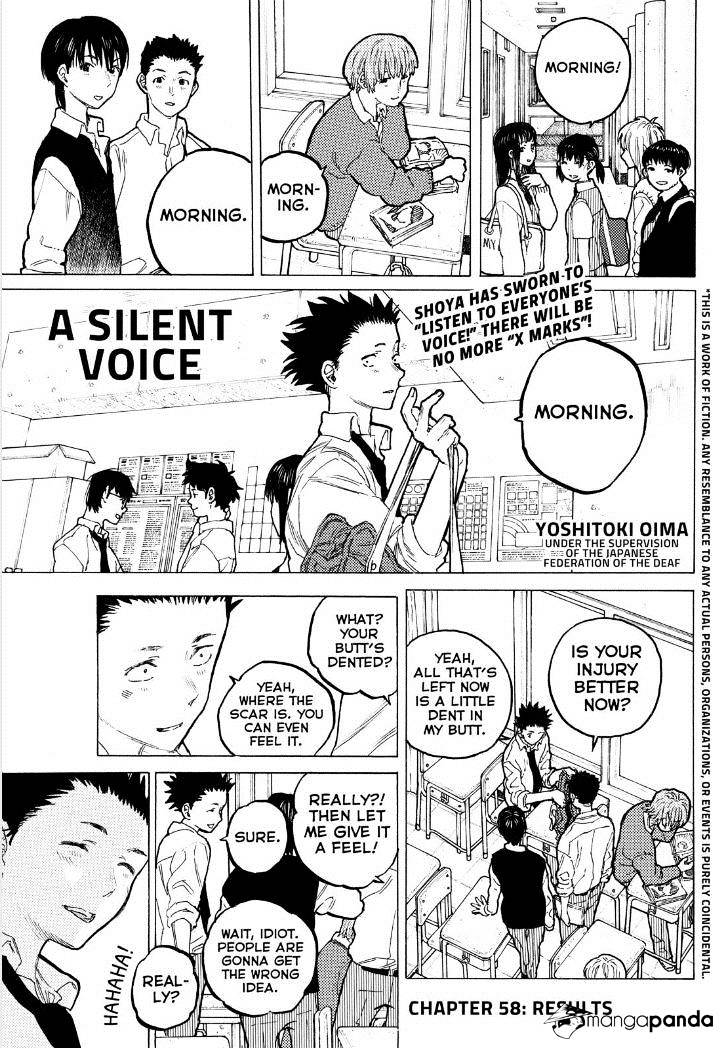 MORNING!
MORN-
ING.
MORNING.
A SILENT
VOICE
SHOYA HAS SWORN TO
"LISTEN TO EVERYONE'S
VOICE!" THERE WILL BE
NO MORE "X MARKS"!
MORNING.
YOSHITOKI OIMA
UNDER THE SUPERVISION
OF THE JAPANESE
FEDERATION OF THE DEAF
*THIS IS A WORK OF FICTION. ANY RESEMBLANCE TO ANY ACTUAL PERSONS, ORGANIZATIONS, OR EVENTS IS PURELY COINCIDENTAL.
IS YOUR
INJURY
BETTER
NOW?
YEAH,
ALL THAT'S
LEFT NOW
IS A LITTLE
DENT IN
MY BUTT.
WHAT?
YOUR
BUTT'S
DENTED?
YEAH,
WHERE THE
SCAR IS. YOU
CAN EVEN
FEEL IT.
REALLY?!
THEN LET
ME GIVE IT
A FEEL!
SURE.
WAIT, IDIOT.
PEOPLE ARE
GONNA GET
THE WRONG
IDEA.
REAL-
LY?
HAHAHA!
CHAPTER 58: RESULTS
mangapanda